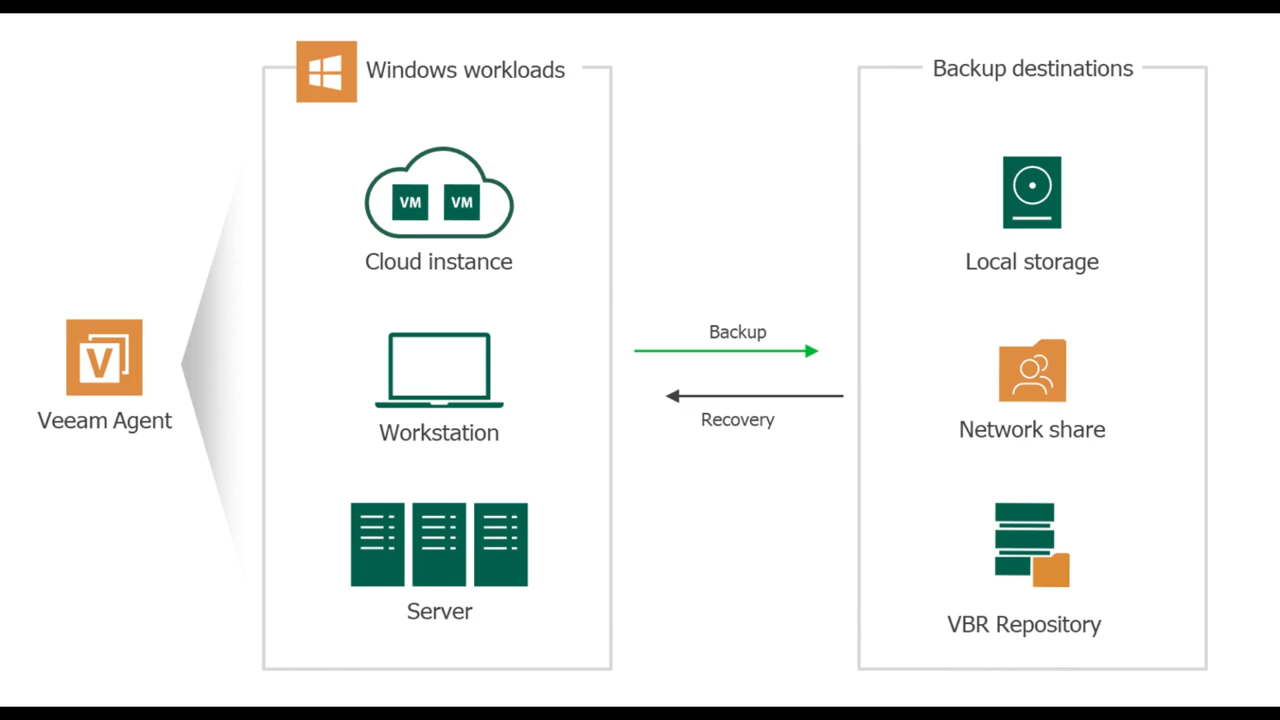 Windows workloads
Backup destinations
VM VM
Cloud instance
Local storage
V
Veeam Agent
Workstation
Backup
Recovery
Network share
Server
VBR Repository